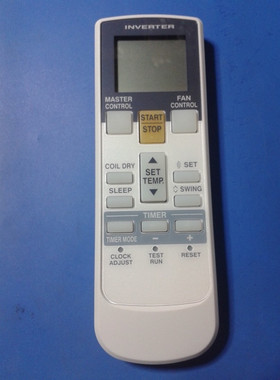 INVERTER
MASTER CONTROL
FAN CONTROL
START
STOP
COIL DRY
SET TEMP.
SET
SLEEP
SWING
TIMER
TIMER MODE
−
+
CLOCK ADJUST
TEST RUN
RESET